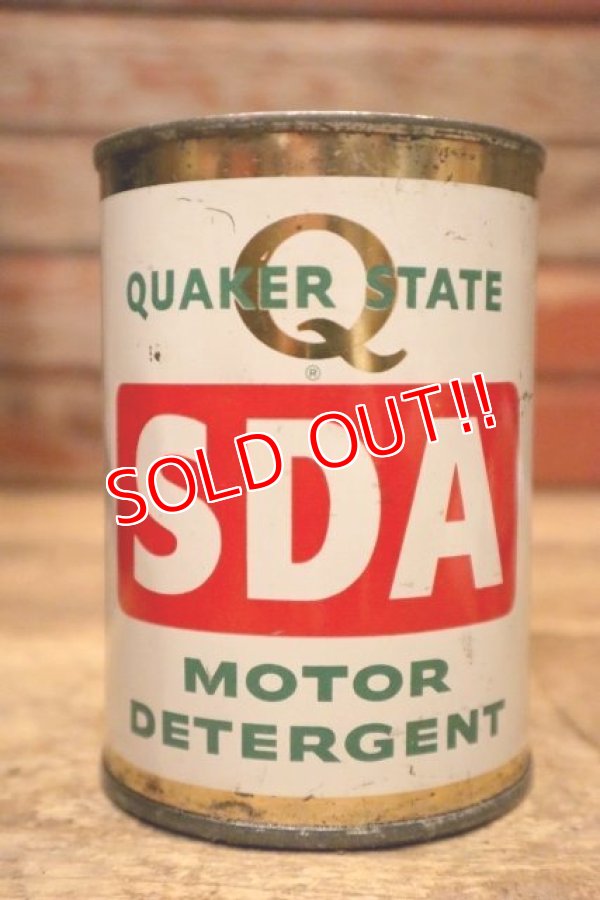 Q
QUAKER STATE
®
SDA
SOLD OUT!!
MOTOR
DETERGENT